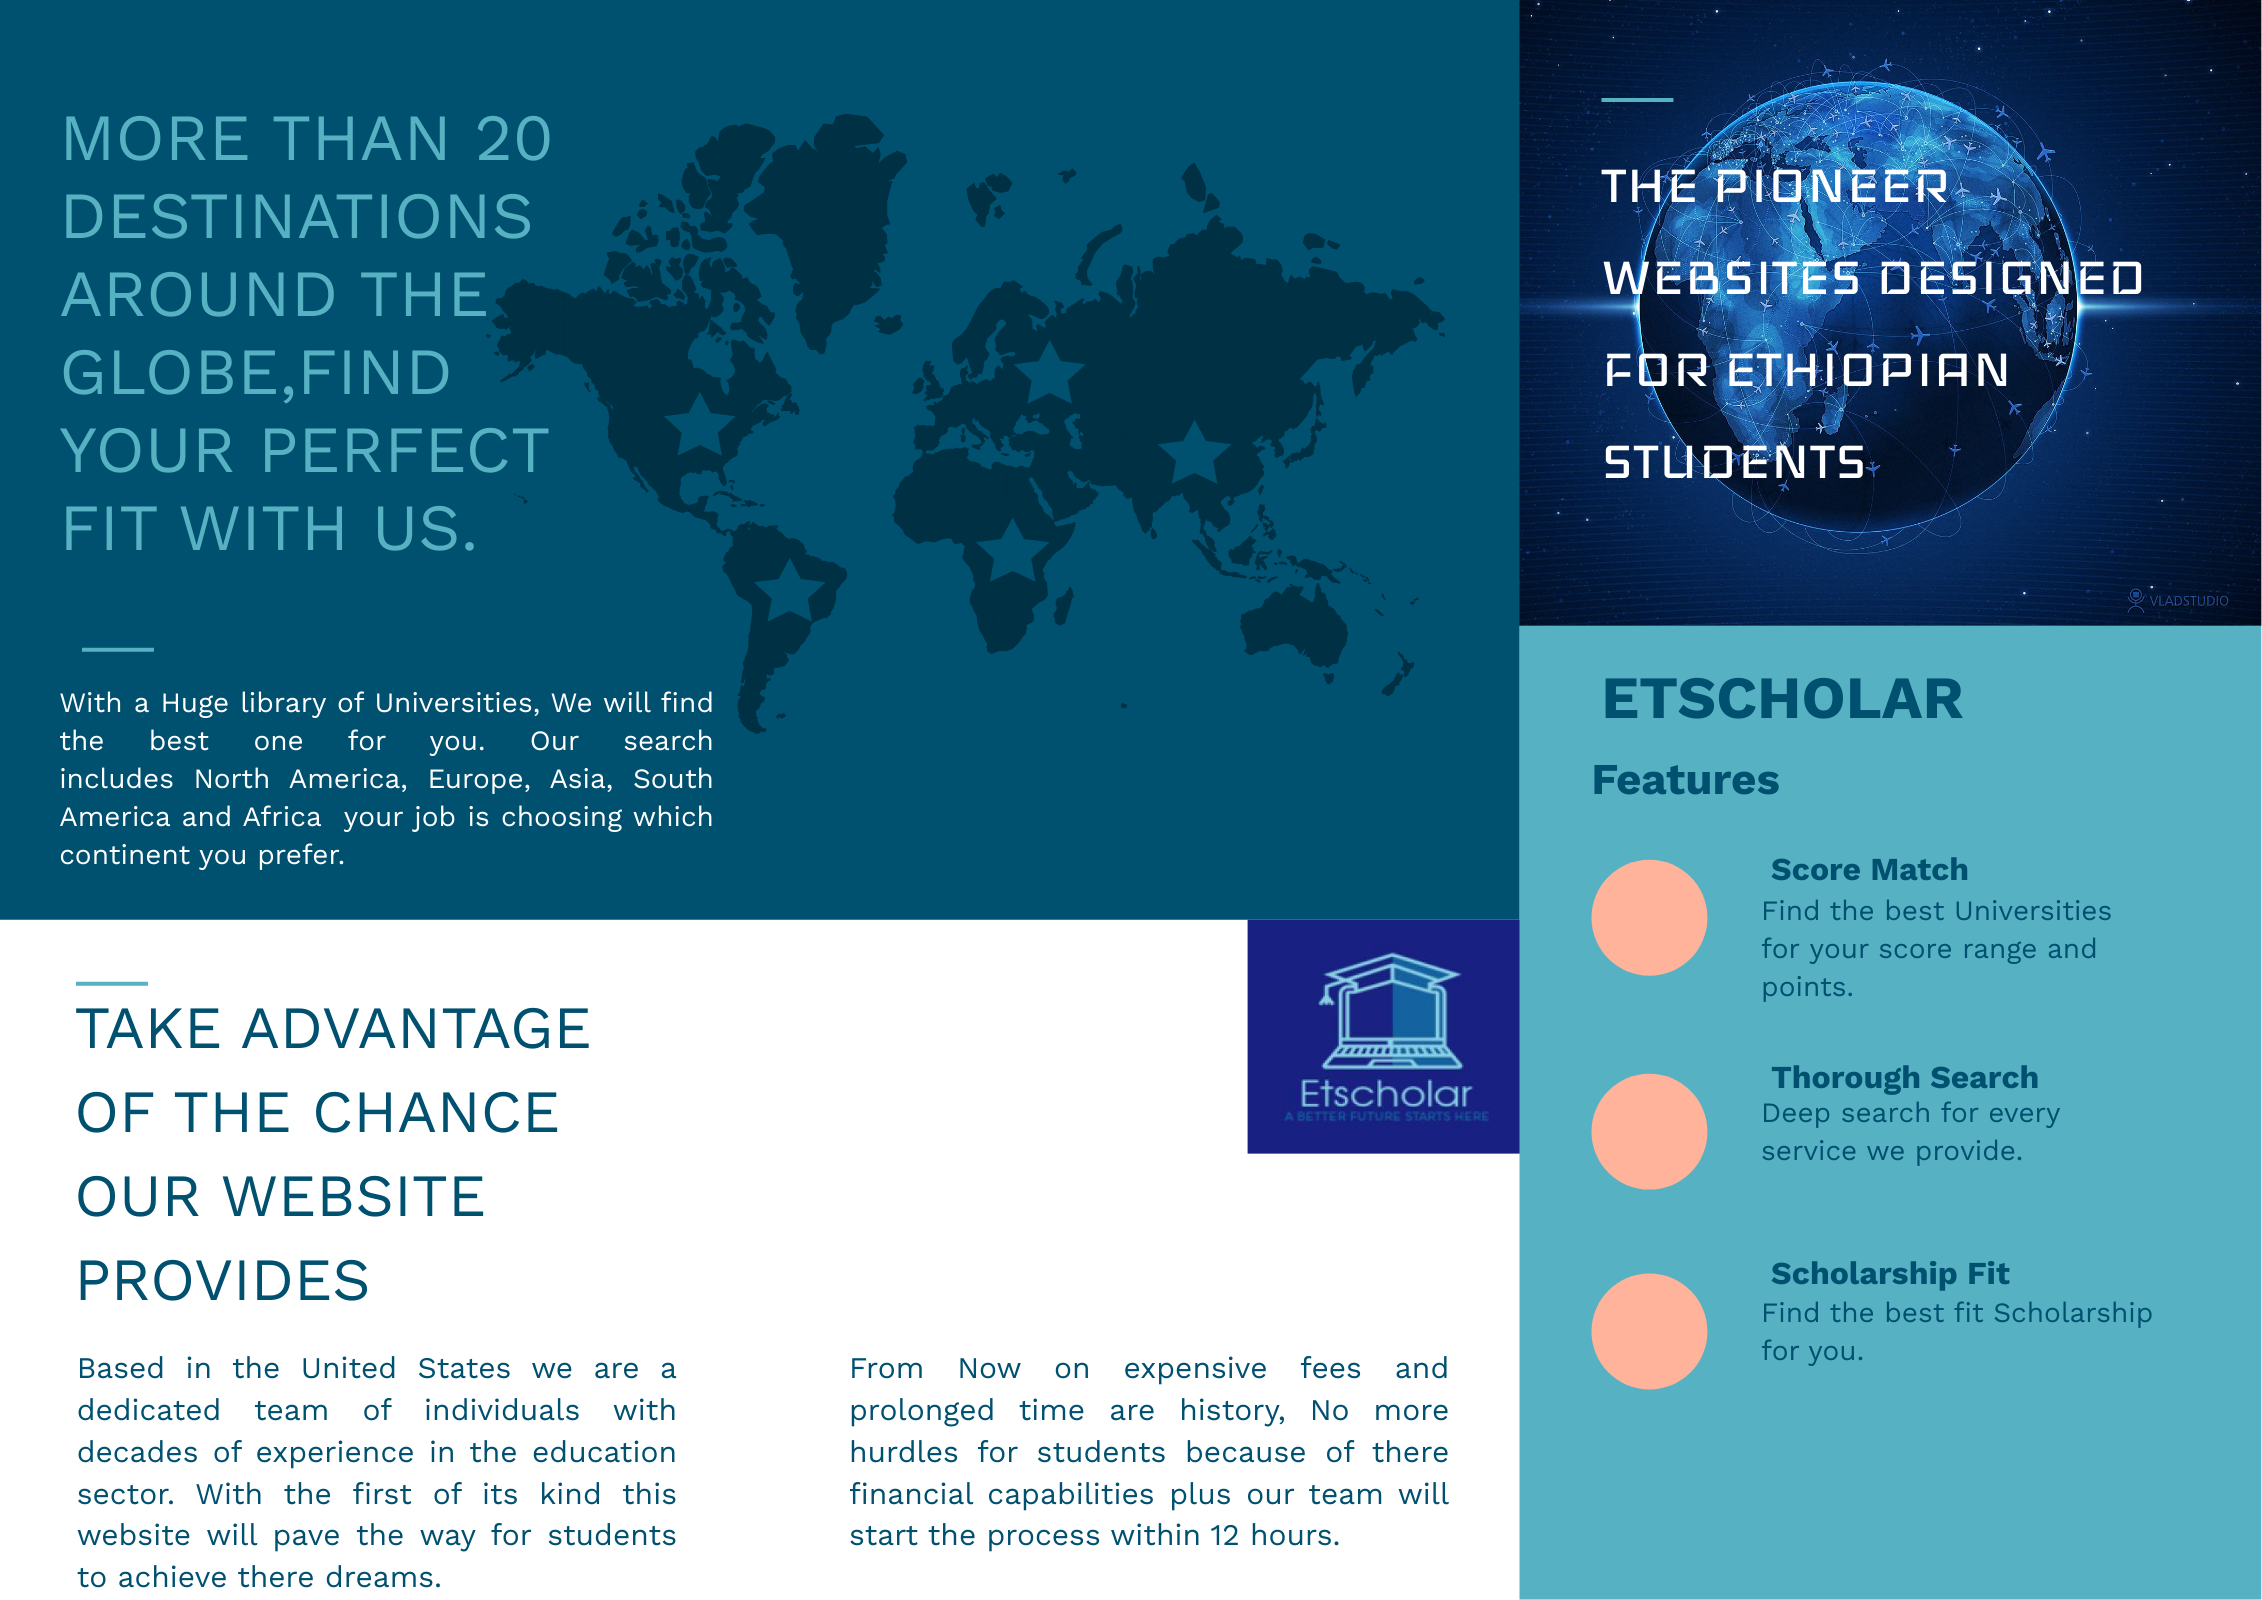 MORE THAN 20
DESTINATIONS
AROUND THE
GLOBE,FIND
YOUR PERFECT
FIT WITH US.
With a Huge library of Universities, We will find
the best one for you. Our search
includes North America, Europe, Asia, South
America and Africa  your job is choosing which
continent you prefer.
TAKE ADVANTAGE
OF THE CHANCE
OUR WEBSITE
PROVIDES
Based in the United States we are a
dedicated team of individuals with
decades of experience in the education
sector. With the first of its kind this
website will pave the way for students
to achieve there dreams.
From Now on expensive fees and
prolonged time are history, No more
hurdles for students because of there
financial capabilities plus our team will
start the process within 12 hours.
Etscholar
A BETTER FUTURE STARTS HERE
THE PIONEER
WEBSITES DESIGNED
FOR ETHIOPIAN
STUDENTS
VLADSTUDIO
ETSCHOLAR
Features
Score Match
Find the best Universities
for your score range and
points.
Thorough Search
Deep search for every
service we provide.
Scholarship Fit
Find the best fit Scholarship
for you.